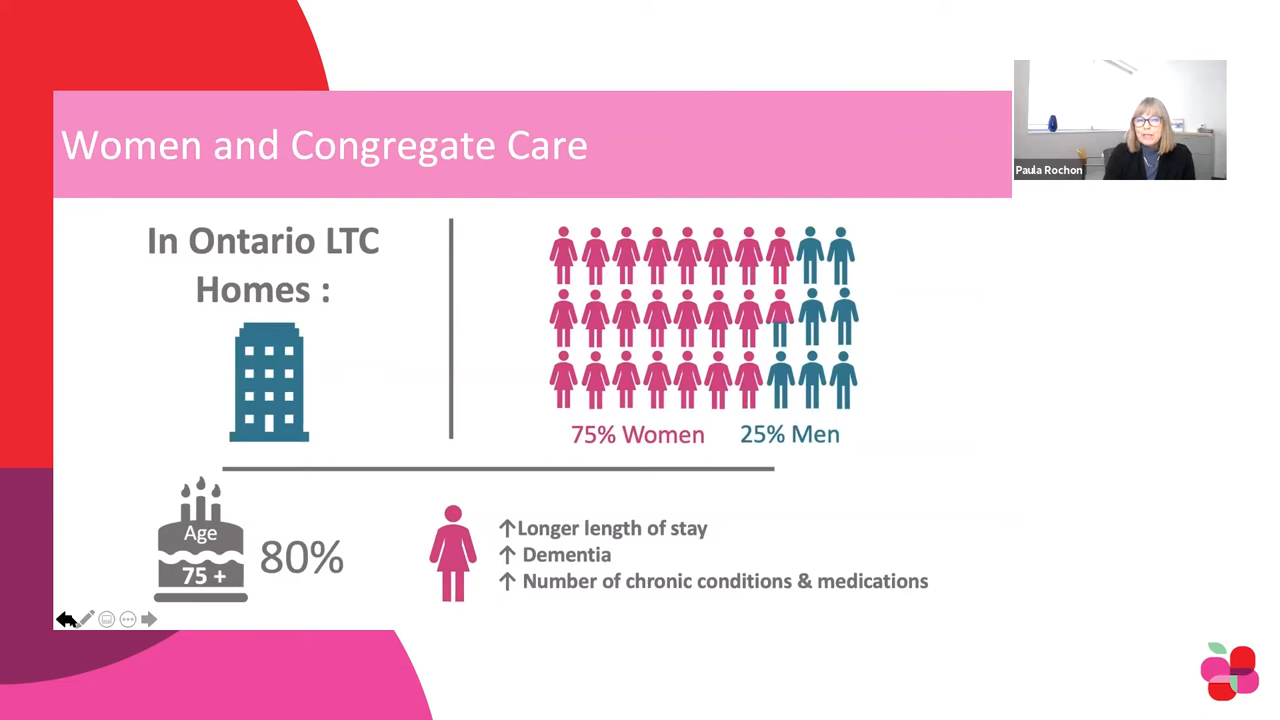 Women and Congregate Care
Paula Rochon
In Ontario LTC
Homes :
75% Women
25% Men
Age
75 +
80%
↑Longer length of stay
↑ Dementia
↑ Number of chronic conditions & medications